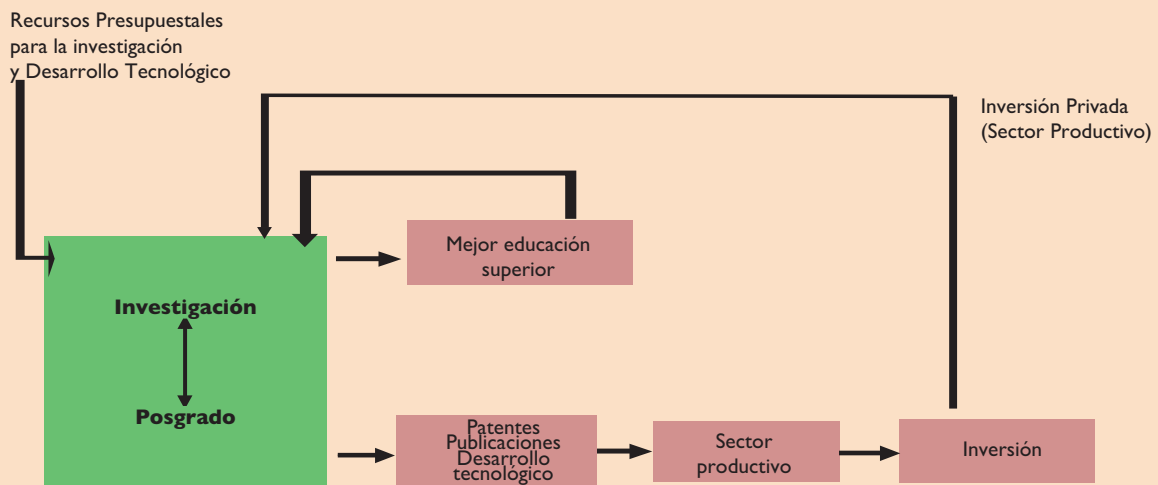 Recursos Presupuestales
para la investigación
y Desarrollo Tecnológico
Inversión Privada
(Sector Productivo)
Mejor educación
superior
Investigación
Posgrado
Patentes
Publicaciones
Desarrollo
tecnológico
Sector
productivo
Inversión